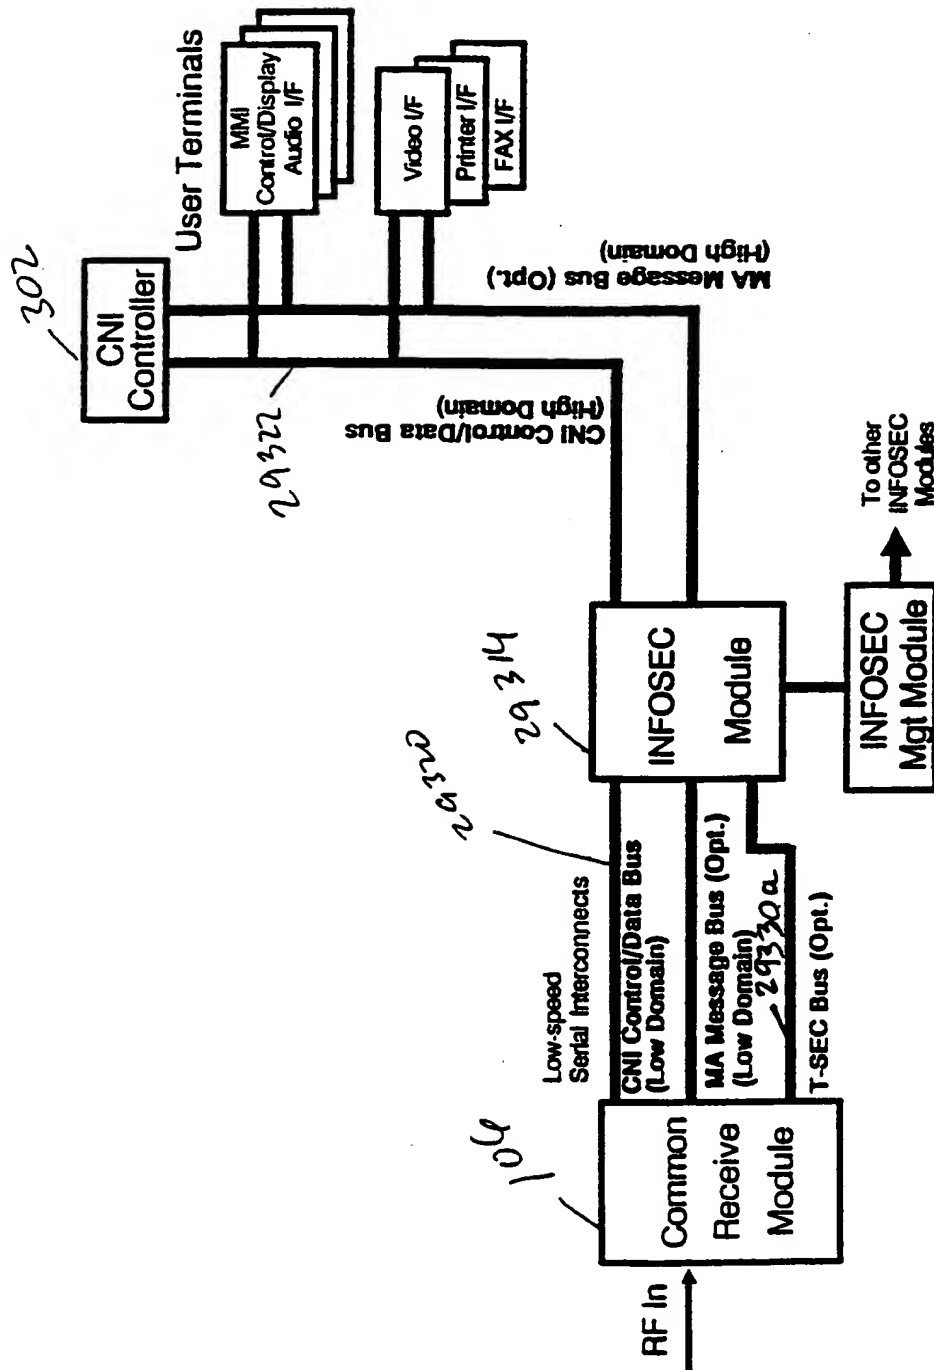 302
CNI
Controller
User Terminals
MMI
Control/Display
Audio I/F
Video I/F
Printer I/F
FAX I/F
MA Message Bus (Opt.)
(High Domain)
29322
CNI Control/Data Bus
(High Domain)
29320
29314
INFOSEC
Module
INFOSEC
Mgt Module
To other
INFOSEC
Modules
Low-speed
Serial Interconnects
CNI Control/Data Bus
(Low Domain)
MA Message Bus (Opt.)
(Low Domain)
29330a
T-SEC Bus (Opt.)
104
Common
Receive
Module
RF In